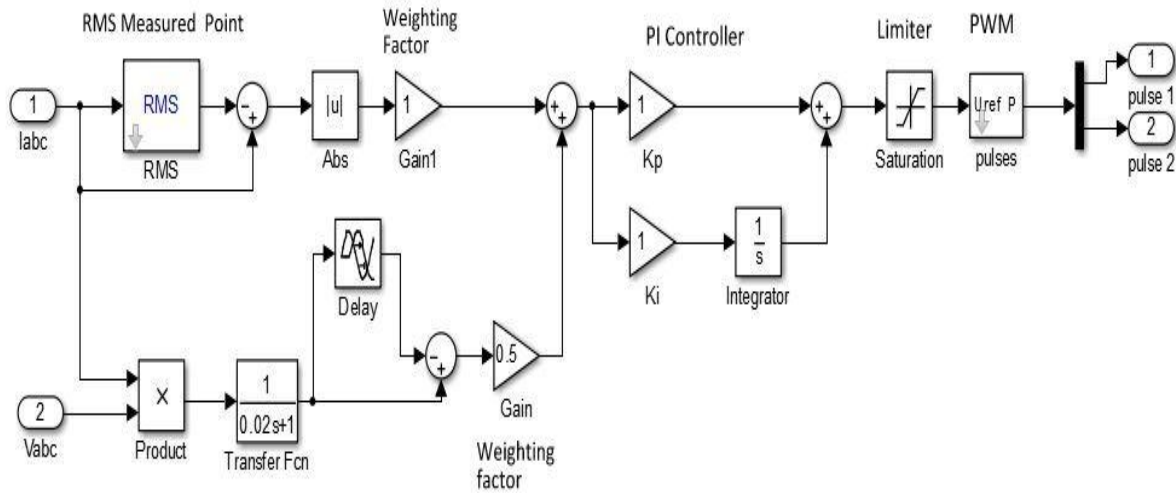 RMS Measured Point
Weighting
Factor
PI Controller
Limiter
PWM
1
Iabc
RMS
RMS
-
+
|u|
Abs
1
Gain1
+
+
1
Kp
+
+
Saturation
Uref P
pulses
1
pulse 1
2
pulse 2
Delay
1
Ki
1
s
Integrator
2
Vabc
×
Product
1
0.02s+1
Transfer Fcn
-
+
0.5
Gain
Weighting
factor